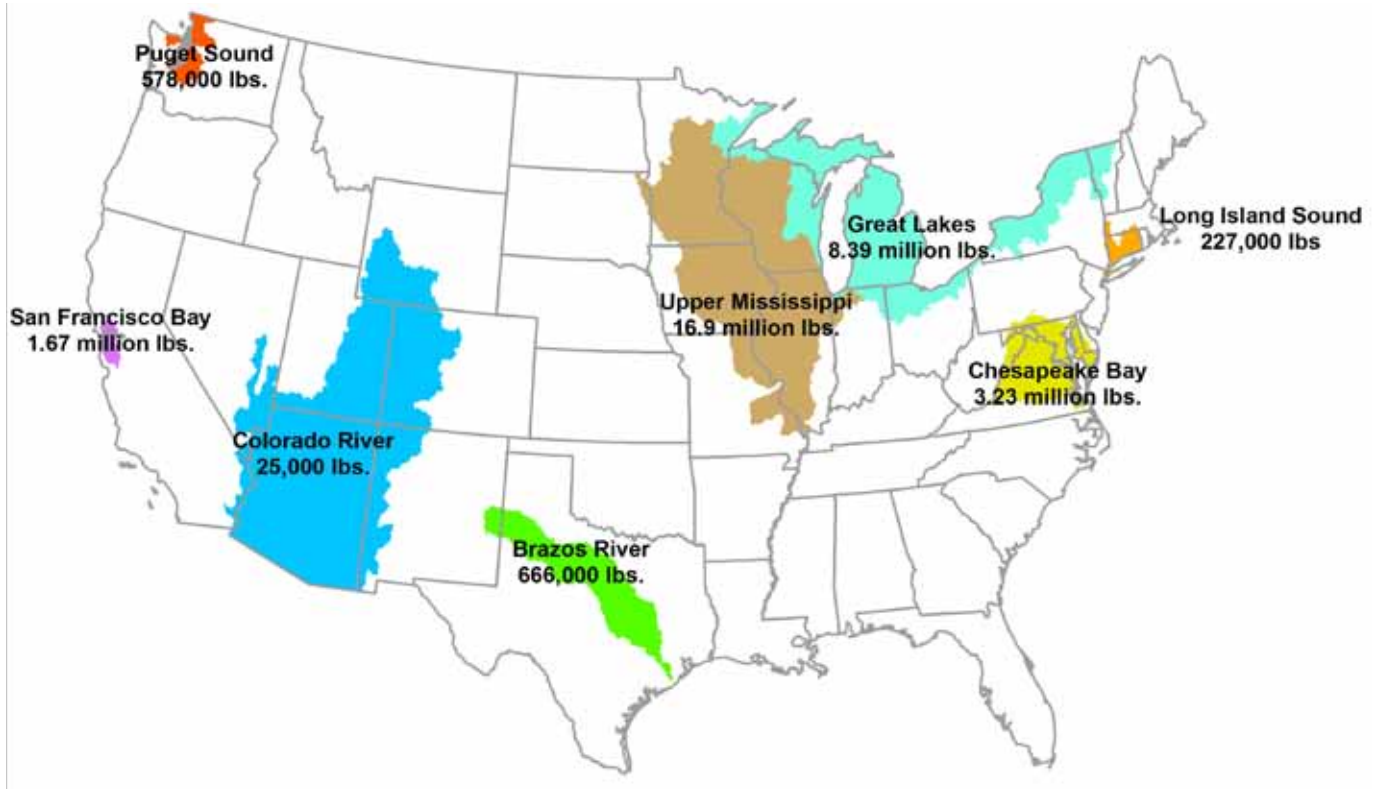 Puget Sound
578,000 lbs.
Great Lakes
8.39 million lbs.
Long Island Sound
227,000 lbs
San Francisco Bay
1.67 million lbs.
Upper Mississippi
16.9 million lbs.
Chesapeake Bay
3.23 million lbs.
Colorado River
25,000 lbs.
Brazos River
666,000 lbs.